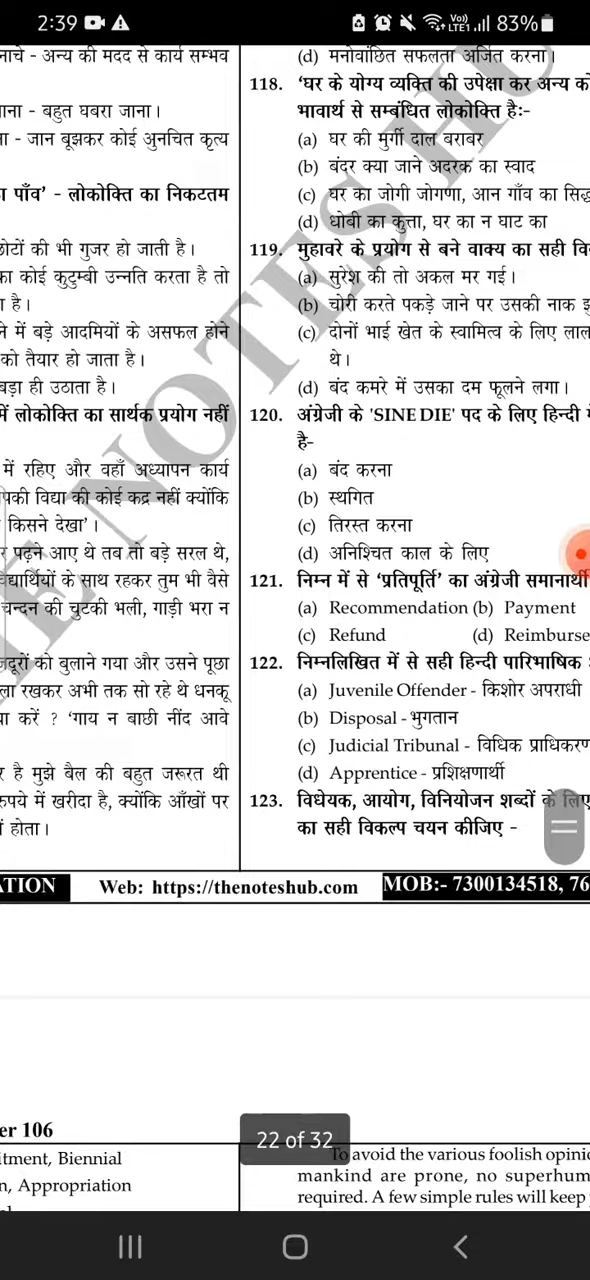 2:39
Vo)) LTE1 83%
नाचे - अन्य की मदद से कार्य सम्भव
ाना - बहुत घबरा जाना।
ा - जान बूझकर कोई अुनचित कृत्य
ा पाँव' - लोकोक्ति का निकटतम
छोटों की भी गुजर हो जाती है।
का कोई कुटुम्बी उन्नति करता है तो
ा है।
ने में बड़े आदमियों के असफल होने
को तैयार हो जाता है।
बड़ा ही उठाता है।
में लोकोक्ति का सार्थक प्रयोग नहीं
में रहिए और वहाँ अध्यापन कार्य
पकी विद्या की कोई कद्र नहीं क्योंकि
किसने देखा'।
र पढ़ने आए थे तब तो बड़े सरल थे,
द्यार्थियों के साथ रहकर तुम भी वैसे
चन्दन की चुटकी भली, गाड़ी भरा न
जदूरों को बुलाने गया और उसने पूछा
ला रखकर अभी तक सो रहे थे धनकू
या करें ? 'गाय न बाछी नींद आवे
र है मुझे बैल की बहुत जरूरत थी
रुपये में खरीदा है, क्योंकि आँखों पर
ं होता।
(d) मनोवांछित सफलता अर्जित करना।
118. 'घर के योग्य व्यक्ति की उपेक्षा कर अन्य को
भावार्थ से सम्बंधित लोकोक्ति है:-
(a) घर की मुर्गी दाल बराबर
(b) बंदर क्या जाने अदरक का स्वाद
(c) घर का जोगी जोगणा, आन गाँव का सिद्ध
(d) धोबी का कुत्ता, घर का न घाट का
119. मुहावरे के प्रयोग से बने वाक्य का सही वि
(a) सुरेश की तो अकल मर गई।
(b) चोरी करते पकड़े जाने पर उसकी नाक झ
(c) दोनों भाई खेत के स्वामित्व के लिए लाल
थे।
(d) बंद कमरे में उसका दम फूलने लगा।
120. अंग्रेजी के 'SINE DIE' पद के लिए हिन्दी में
है-
(a) बंद करना
(b) स्थगित
(c) तिरस्त करना
(d) अनिश्चित काल के लिए
121. निम्न में से 'प्रतिपूर्ति' का अंग्रेजी समानार्थी
(a) Recommendation (b) Payment
(c) Refund (d) Reimburse
122. निम्नलिखित में से सही हिन्दी पारिभाषिक
(a) Juvenile Offender - किशोर अपराधी
(b) Disposal - भुगतान
(c) Judicial Tribunal - विधिक प्राधिकरण
(d) Apprentice - प्रशिक्षणार्थी
123. विधेयक, आयोग, विनियोजन शब्दों के लिए
का सही विकल्प चयन कीजिए -
ATION Web: https://thenoteshub.com MOB:- 7300134518, 76
er 106
22 of 32
itment, Biennial
n, Appropriation
To avoid the various foolish opinio
mankind are prone, no superhum
required. A few simple rules will keep